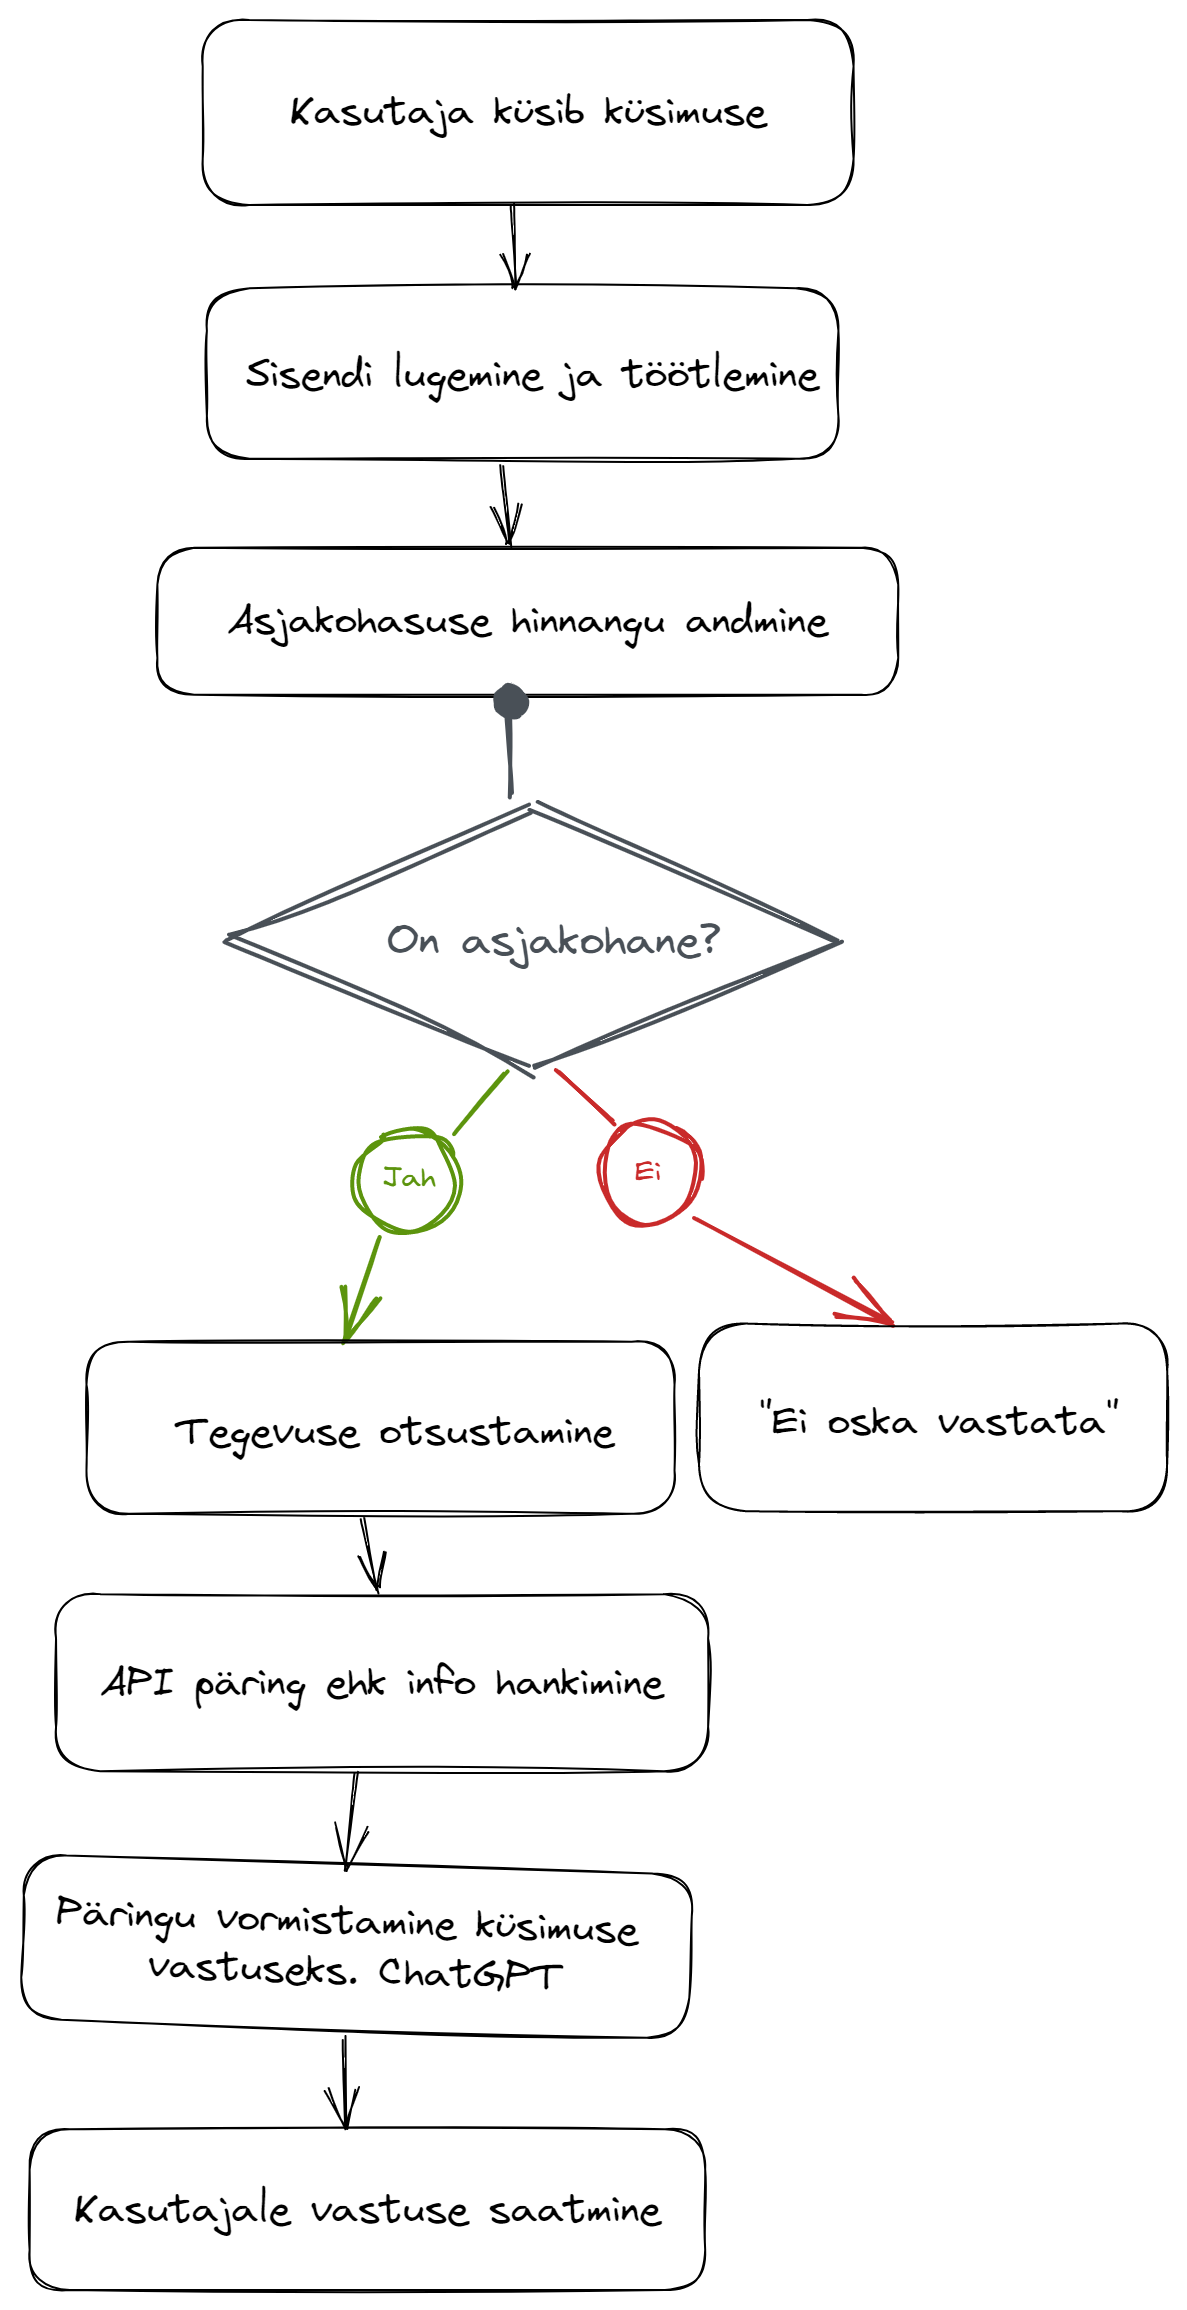 Kasutaja küsib küsimuse
Sisendi lugemine ja töötlemine
Asjakohasuse hinnangu andmine
On asjakohane?
Jah
Ei
Tegevuse otsustamine
"Ei oska vastata"
API päring ehk info hankimine
Päringu vormistamine küsimuse
vastuseks. ChatGPT
Kasutajale vastuse saatmine